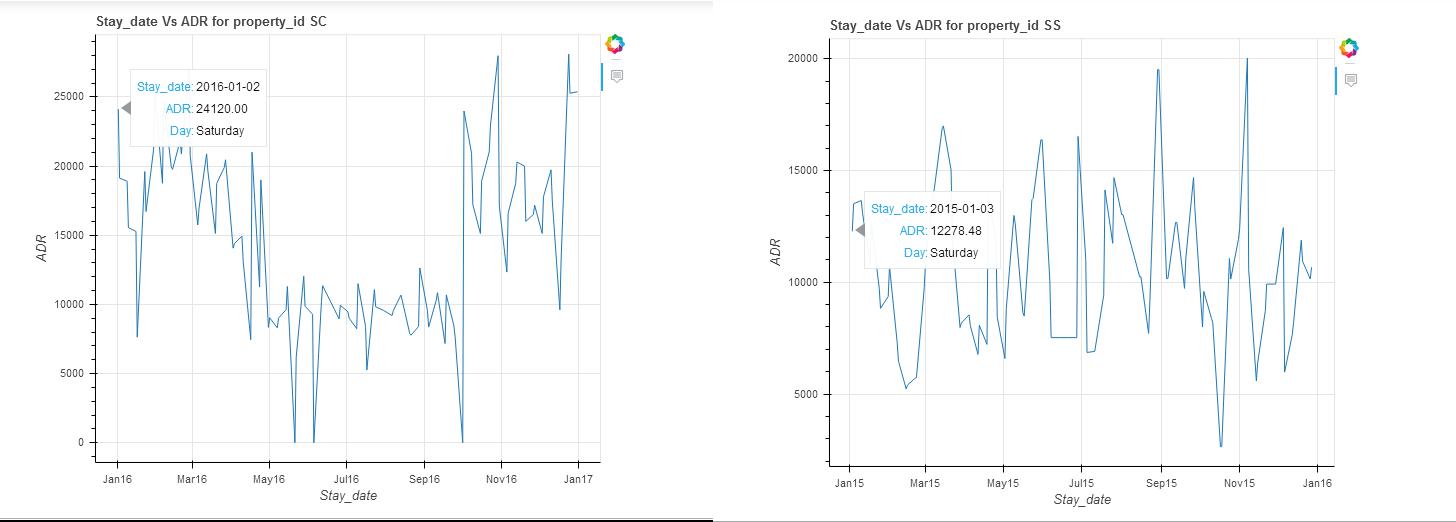 Stay_date Vs ADR for property_id SC
Stay_date: 2016-01-02
ADR: 24120.00
Day: Saturday
25000
20000
15000
10000
5000
0
ADR
Jan16 Mar16 May16 Jul16 Sep16 Nov16 Jan17
Stay_date
Stay_date Vs ADR for property_id SS
20000
15000
Stay_date: 2015-01-03
ADR: 12278.48
Day: Saturday
10000
5000
ADR
Jan15 Mar15 May15 Jul15 Sep15 Nov15 Jan16
Stay_date